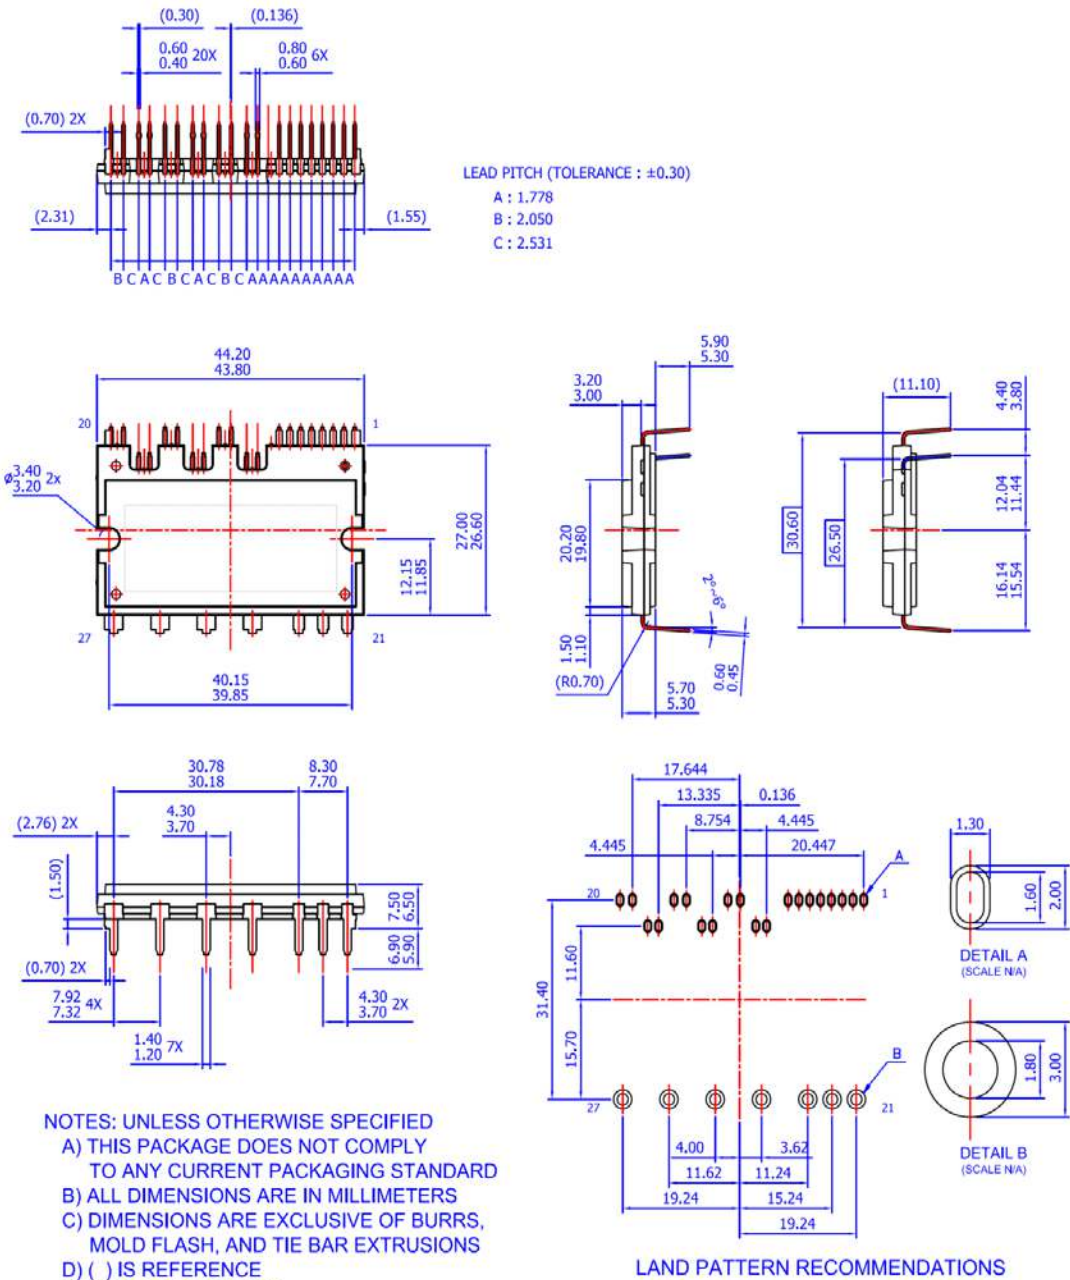 (0.30)
(0.136)
0.60
0.40 20X
0.80
0.60 6X
(0.70) 2X
LEAD PITCH (TOLERANCE : ±0.30)
A : 1.778
B : 2.050
C : 2.531
(2.31)
(1.55)
B C A C B C A C B C A A A A A A A A A A
44.20
43.80
20
1
ø3.40
3.20 2x
27.00
26.60
12.15
11.85
27
21
40.15
39.85
5.90
5.30
3.20
3.00
20.20
19.80
2°~6°
1.50
1.10
(R0.70)
0.60
0.45
5.70
5.30
(11.10)
4.40
3.80
30.60
26.50
12.04
11.44
16.14
15.54
30.78
30.18
8.30
7.70
4.30
3.70
(2.76) 2X
(1.50)
7.50
6.50
6.90
5.90
(0.70) 2X
7.92
7.32 4X
4.30
3.70 2X
1.40
1.20 7X
17.644
13.335
0.136
8.754
4.445
4.445
20.447
A
20
1
11.60
31.40
15.70
B
27
21
4.00
3.62
11.62
11.24
19.24
15.24
19.24
1.30
1.60
2.00
DETAIL A
(SCALE N/A)
1.80
3.00
DETAIL B
(SCALE N/A)
NOTES: UNLESS OTHERWISE SPECIFIED
A) THIS PACKAGE DOES NOT COMPLY
TO ANY CURRENT PACKAGING STANDARD
B) ALL DIMENSIONS ARE IN MILLIMETERS
C) DIMENSIONS ARE EXCLUSIVE OF BURRS,
MOLD FLASH, AND TIE BAR EXTRUSIONS
D) ( ) IS REFERENCE
LAND PATTERN RECOMMENDATIONS